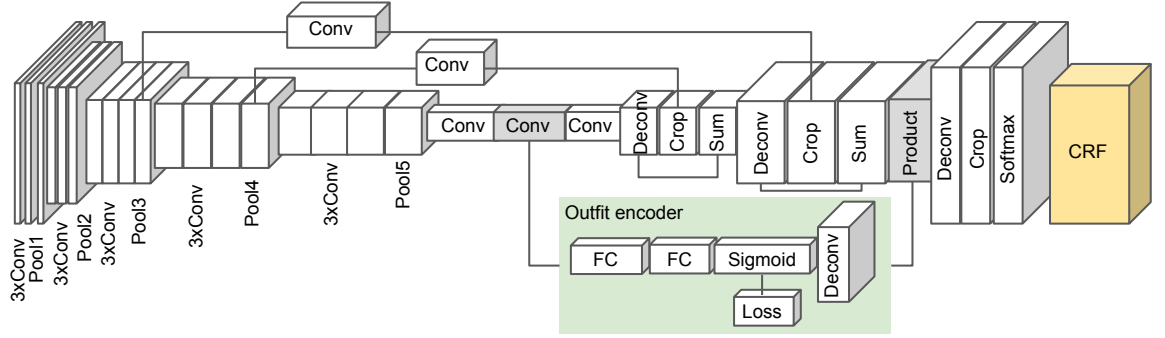 Conv
Conv
3xConv
Pool1
3xConv
Pool2
3xConv
Pool3
3xConv
Pool4
3xConv
Pool5
Conv
Conv
Conv
Deconv
Crop
Sum
Deconv
Crop
Sum
Product
Deconv
Crop
Softmax
CRF
Outfit encoder
FC
FC
Sigmoid
Deconv
Loss